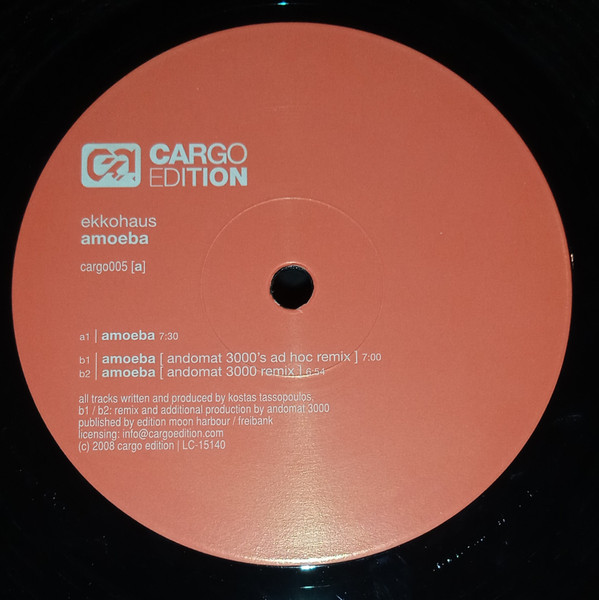 ca
CARGO
EDITION
ekkohaus
amoeba
cargo005 [a]
a1 | amoeba 7:30
b1 | amoeba [ andomat 3000's ad hoc remix ] 7:00
b2 | amoeba [ andomat 3000 remix ] 6:54
all tracks written and produced by kostas tassopoulos.
b1 / b2: remix and additional production by andomat 3000
published by edition moon harbour / freibank
licensing: info@cargoedition.com
(c) 2008 cargo edition | LC-15140